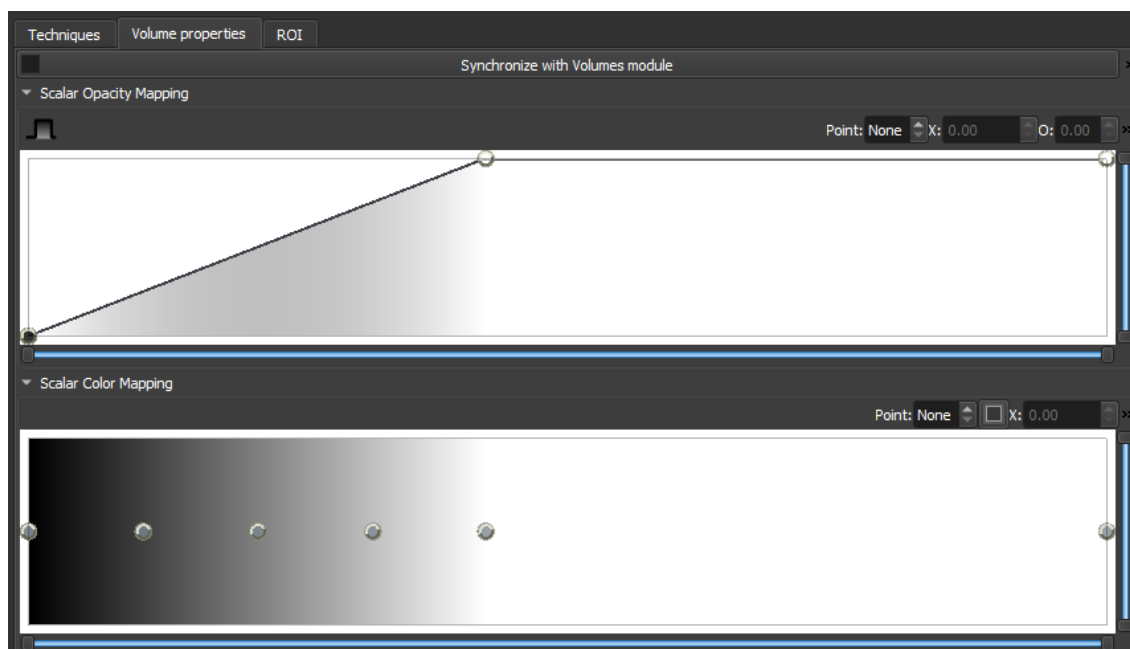 Techniques Volume properties ROI
Synchronize with Volumes module
Scalar Opacity Mapping
Point: None X: 0.00 O: 0.00
Scalar Color Mapping
Point: None X: 0.00